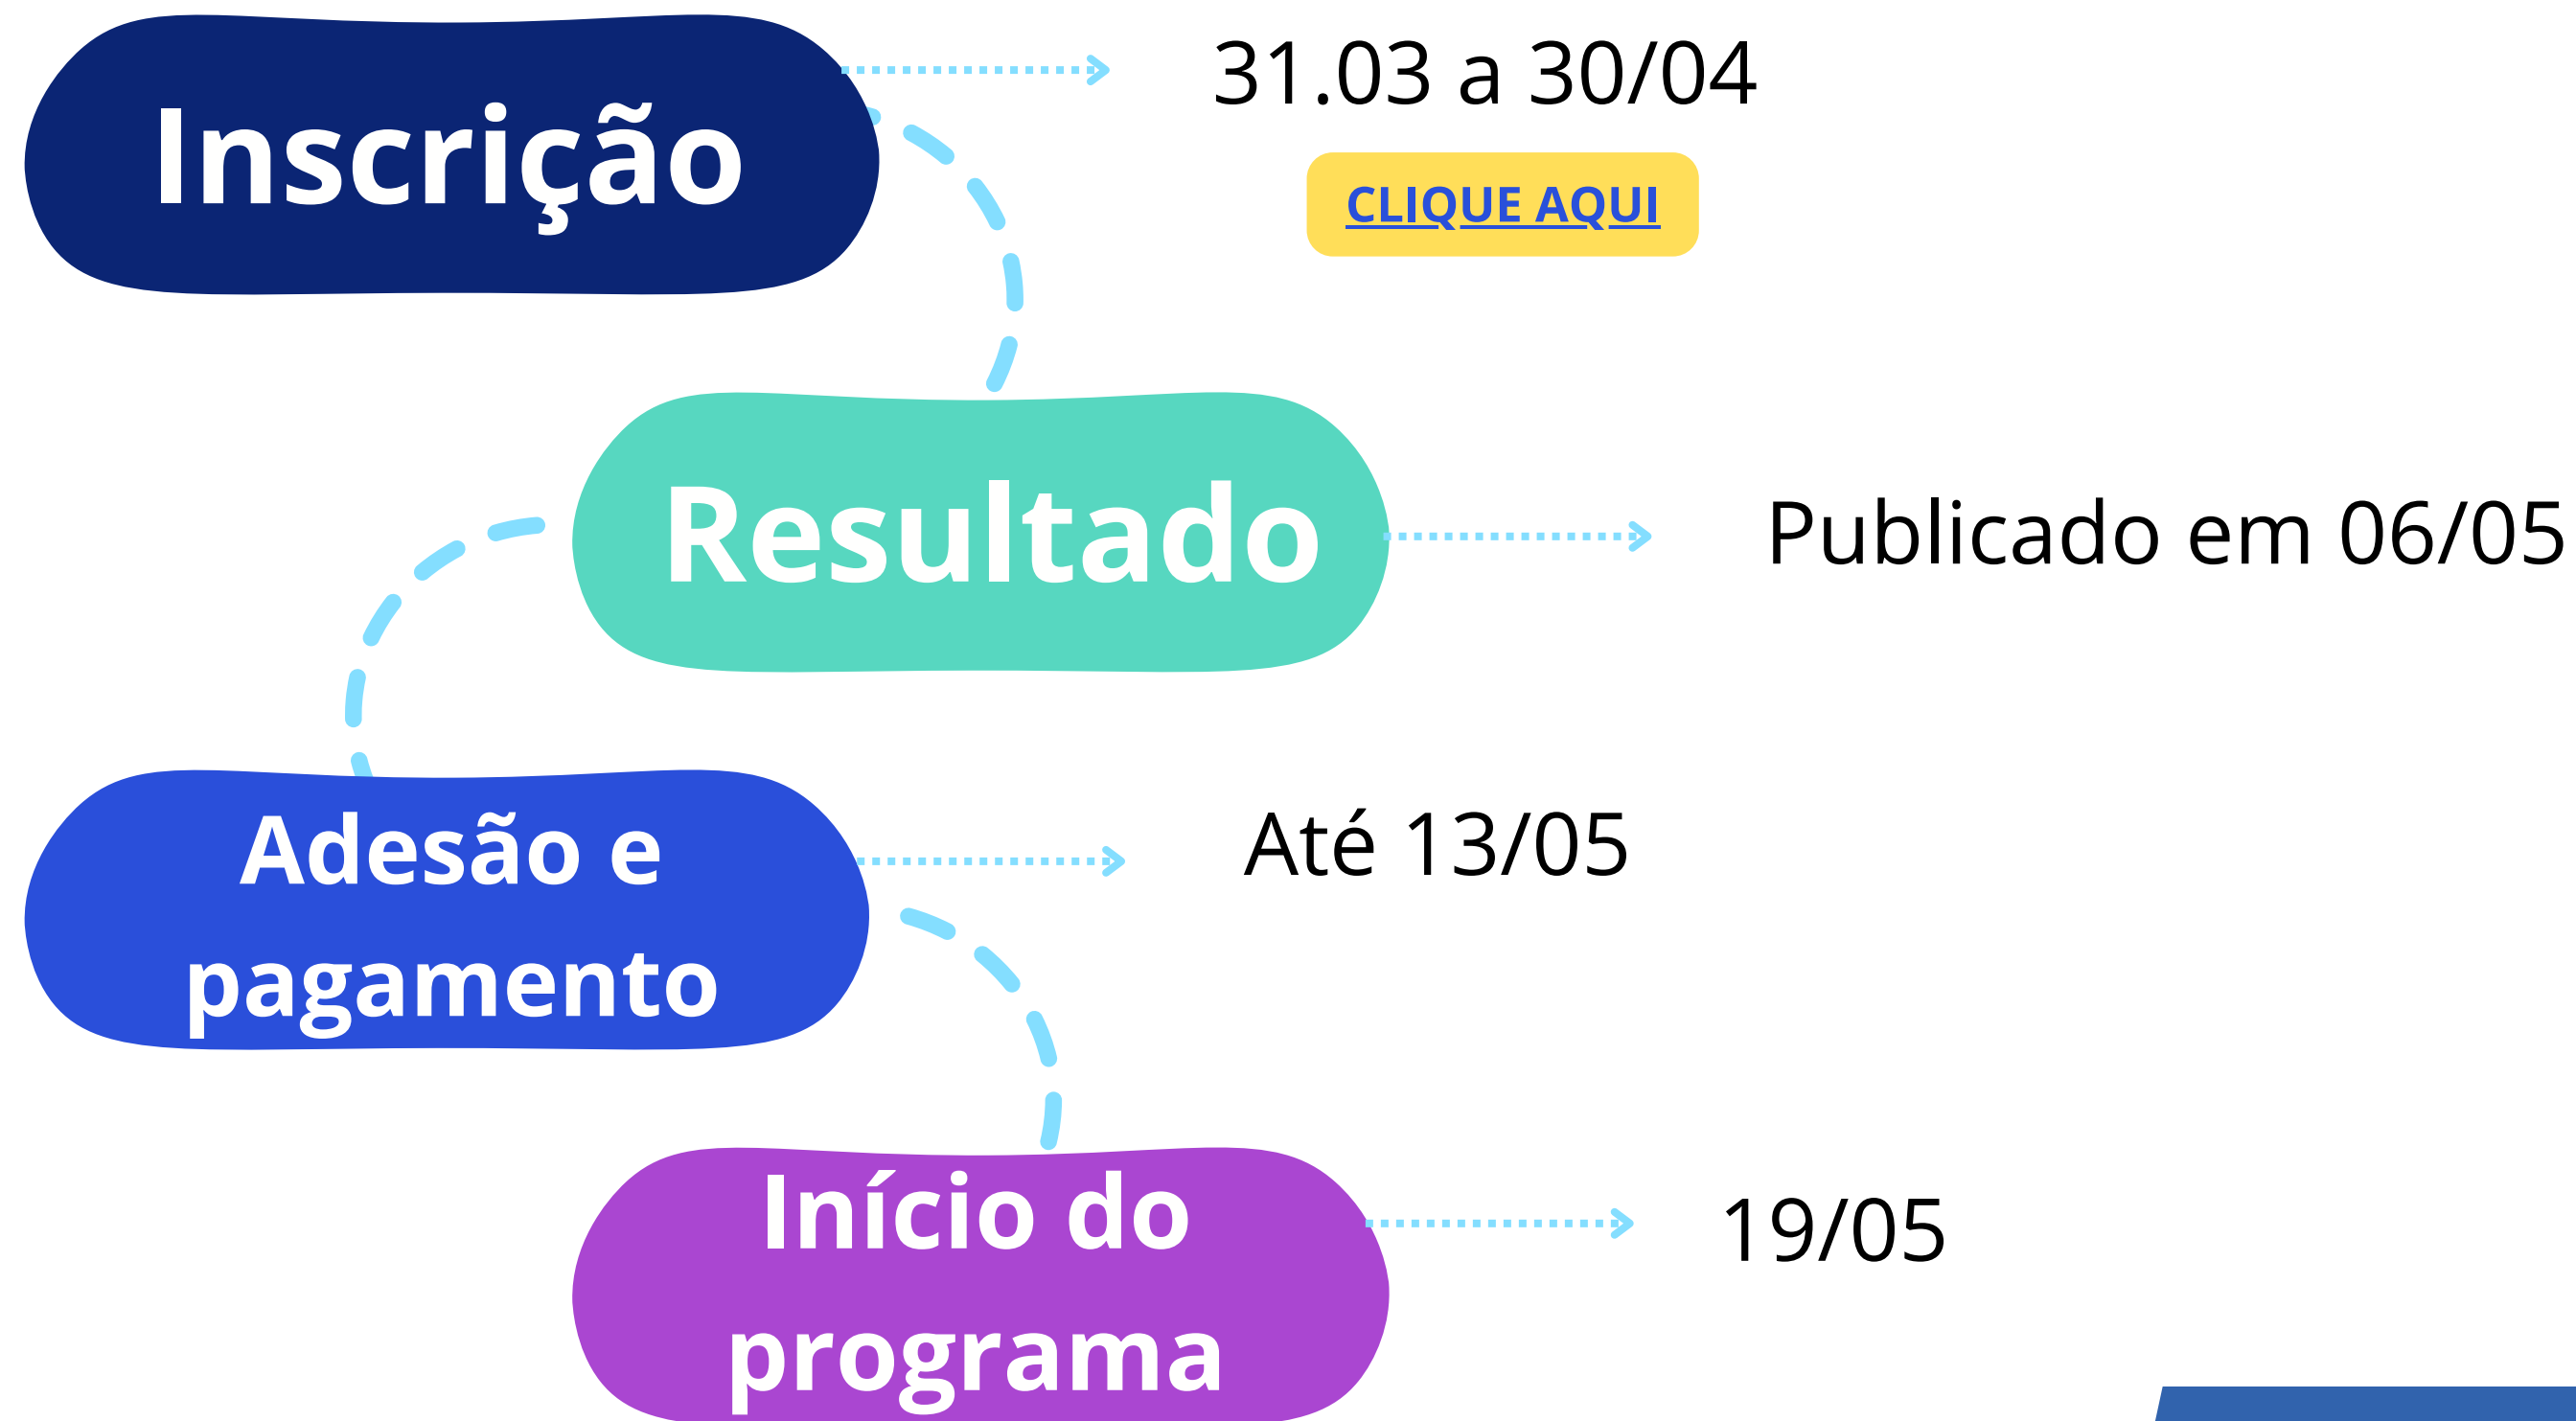 Inscrição
31.03 a 30/04
CLIQUE AQUI
Resultado
Publicado em 06/05
Adesão e
pagamento
Até 13/05
Início do
programa
19/05